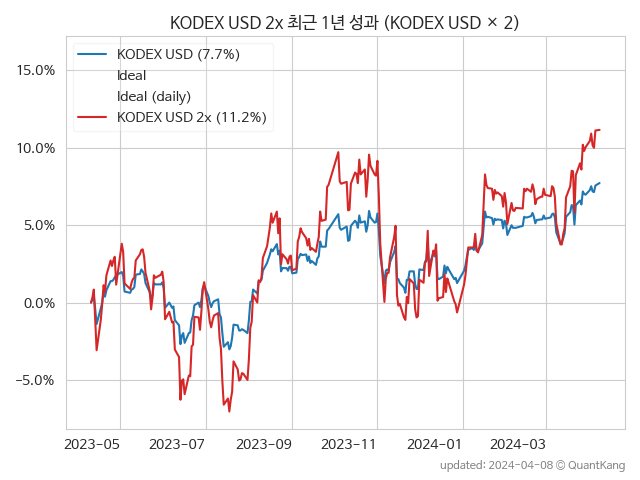 KODEX USD 2x 최근 1년 성과 (KODEX USD × 2)
KODEX USD (7.7%)
Ideal
Ideal (daily)
KODEX USD 2x (11.2%)
15.0%
10.0%
5.0%
0.0%
−5.0%
2023-05
2023-07
2023-09
2023-11
2024-01
2024-03
updated: 2024-04-08 © QuantKang